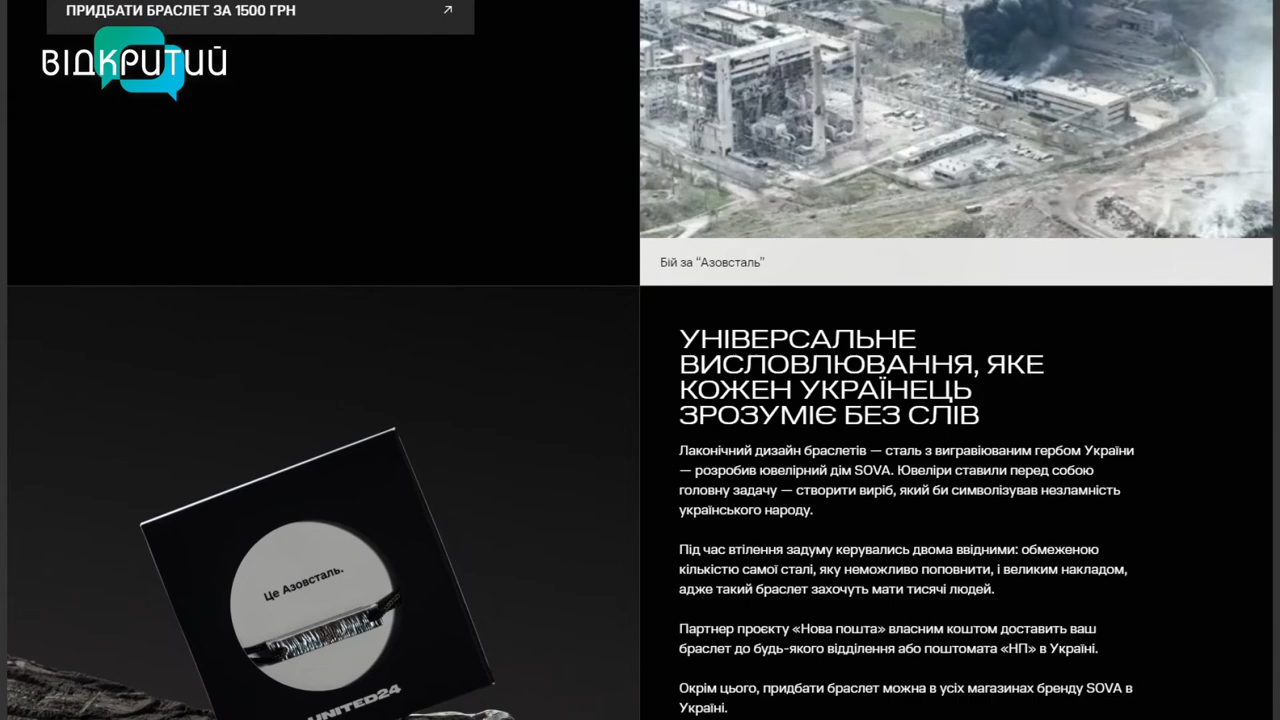 ПРИДБАТИ БРАСЛЕТ ЗА 1500 ГРН
ВІДКРИТИЙ
Бій за “Азовсталь”
УНІВЕРСАЛЬНЕ
ВИСЛОВЛЮВАННЯ, ЯКЕ
КОЖЕН УКРАЇНЕЦЬ
ЗРОЗУМІЄ БЕЗ СЛІВ
Лаконічний дизайн браслетів — сталь з вигравіюваним гербом України
— розробив ювелірний дім SOVA. Ювеліри ставили перед собою
головну задачу — створити виріб, який би символізував незламність
українського народу.
Під час втілення задуму керувались двома ввідними: обмеженою
кількістю самої сталі, яку неможливо поповнити, і великим накладом,
адже такий браслет захочуть мати тисячі людей.
Партнер проєкту «Нова пошта» власним коштом доставить ваш
браслет до будь-якого відділення або поштомата «НП» в Україні.
Окрім цього, придбати браслет можна в усіх магазинах бренду SOVA в
Україні.
Це Азовсталь.
UNITED24